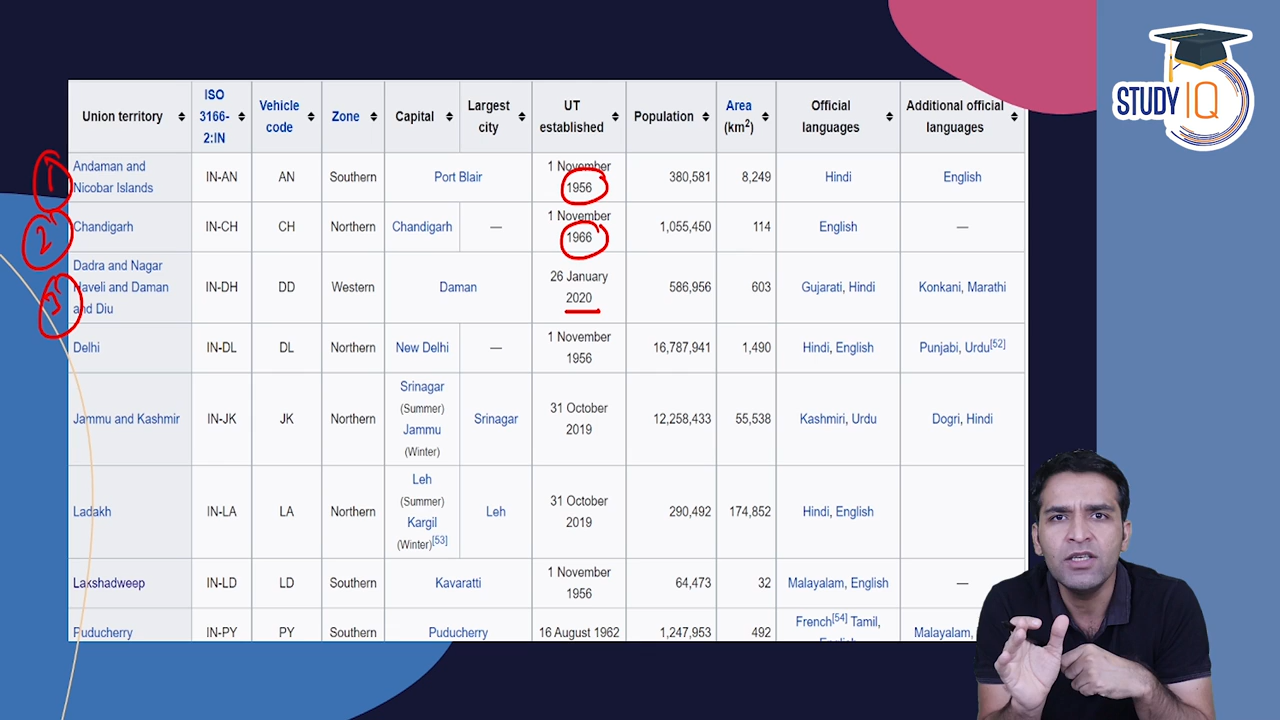 STUDY IQ
Union territory
ISO
3166-
2:IN
Vehicle
code
Zone
Capital
Largest
city
UT
established
Population
Area
(km2)
Official
languages
Additional official
languages
1
Andaman and
Nicobar Islands
IN-AN
AN
Southern
Port Blair
1 November
1956
380,581
8,249
Hindi
English
2
Chandigarh
IN-CH
CH
Northern
Chandigarh
—
1 November
1966
1,055,450
114
English
—
3
Dadra and Nagar
Haveli and Daman
and Diu
IN-DH
DD
Western
Daman
26 January
2020
586,956
603
Gujarati, Hindi
Konkani, Marathi
Delhi
IN-DL
DL
Northern
New Delhi
—
1 November
1956
16,787,941
1,490
Hindi, English
Punjabi, Urdu[52]
Jammu and Kashmir
IN-JK
JK
Northern
Srinagar
(Summer)
Jammu
(Winter)
Srinagar
31 October
2019
12,258,433
55,538
Kashmiri, Urdu
Dogri, Hindi
Ladakh
IN-LA
LA
Northern
Leh
(Summer)
Kargil
(Winter)[53]
Leh
31 October
2019
290,492
174,852
Hindi, English
Lakshadweep
IN-LD
LD
Southern
Kavaratti
1 November
1956
64,473
32
Malayalam, English
—
Puducherry
IN-PY
PY
Southern
Puducherry
16 August 1962
1,247,953
492
French[54] Tamil,
Malayalam,